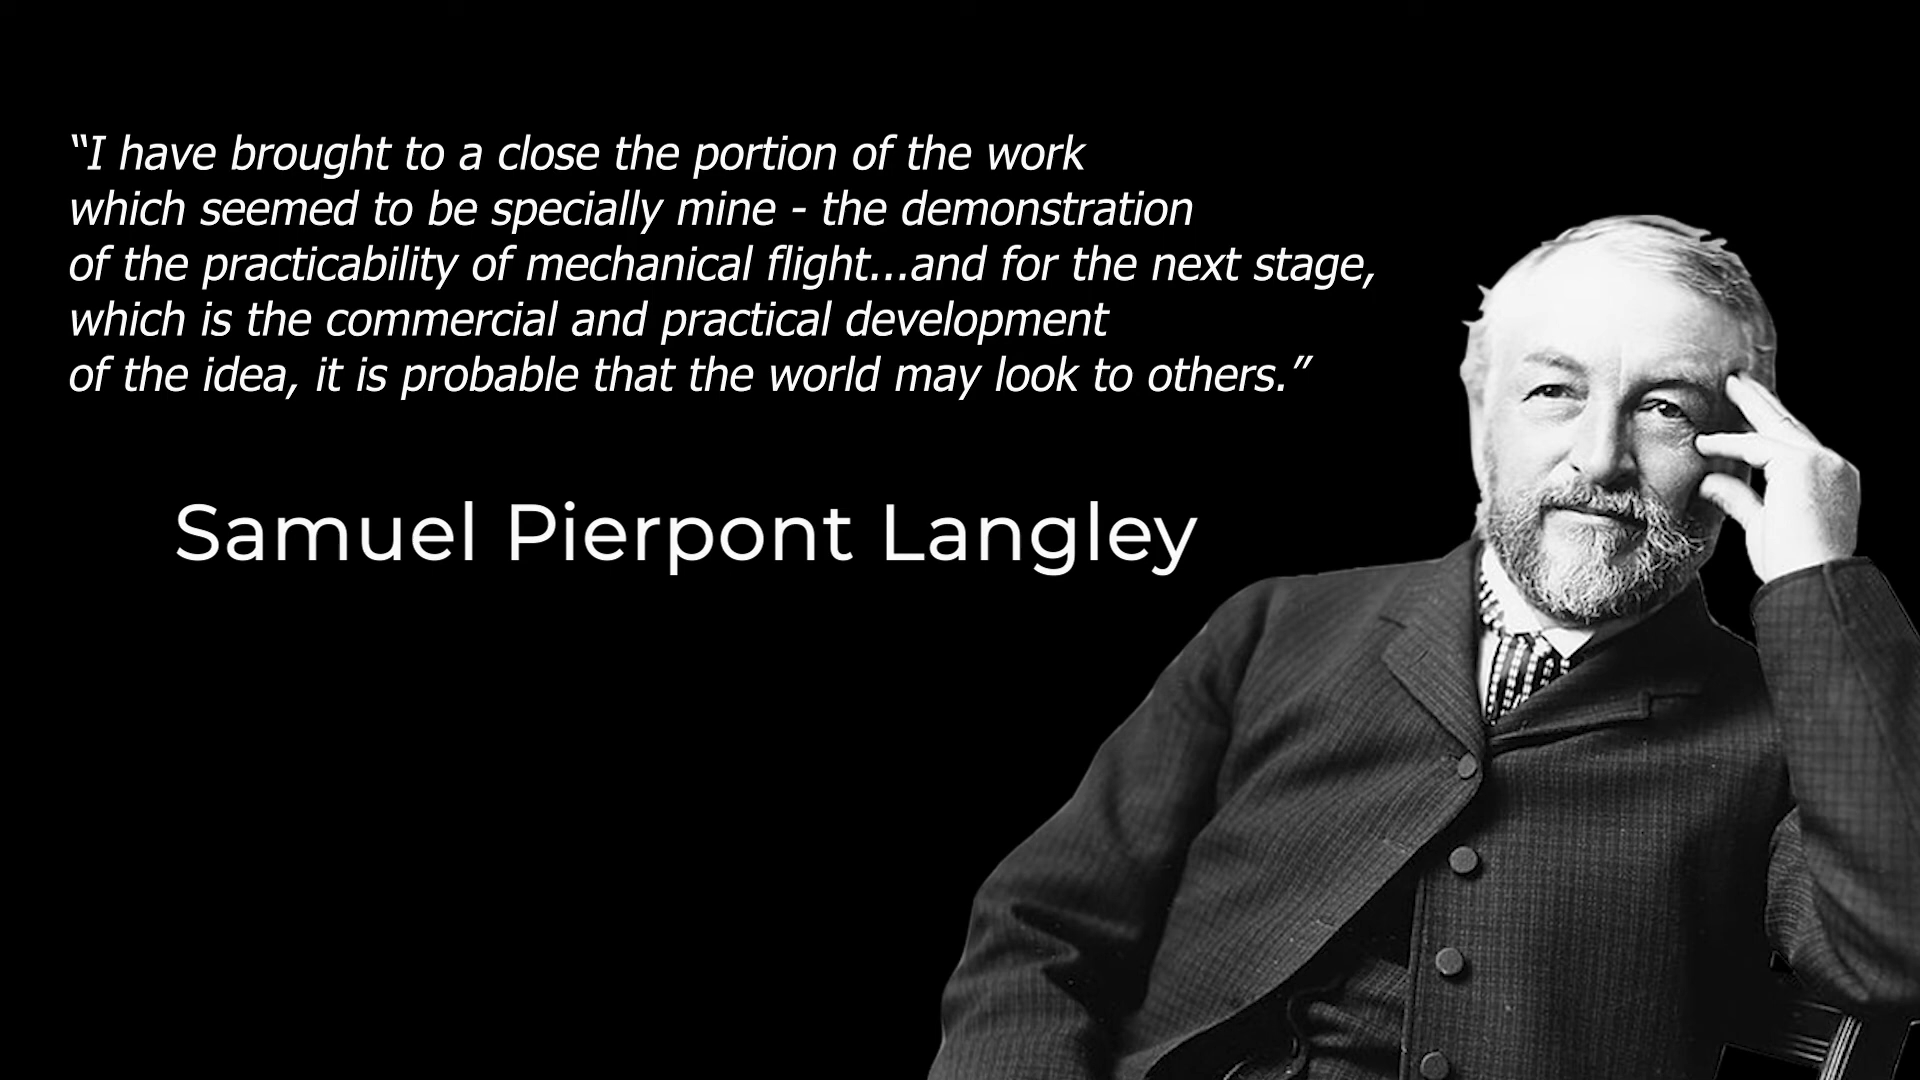 “I have brought to a close the portion of the work
which seemed to be specially mine - the demonstration
of the practicability of mechanical flight...and for the next stage,
which is the commercial and practical development
of the idea, it is probable that the world may look to others.”
Samuel Pierpont Langley